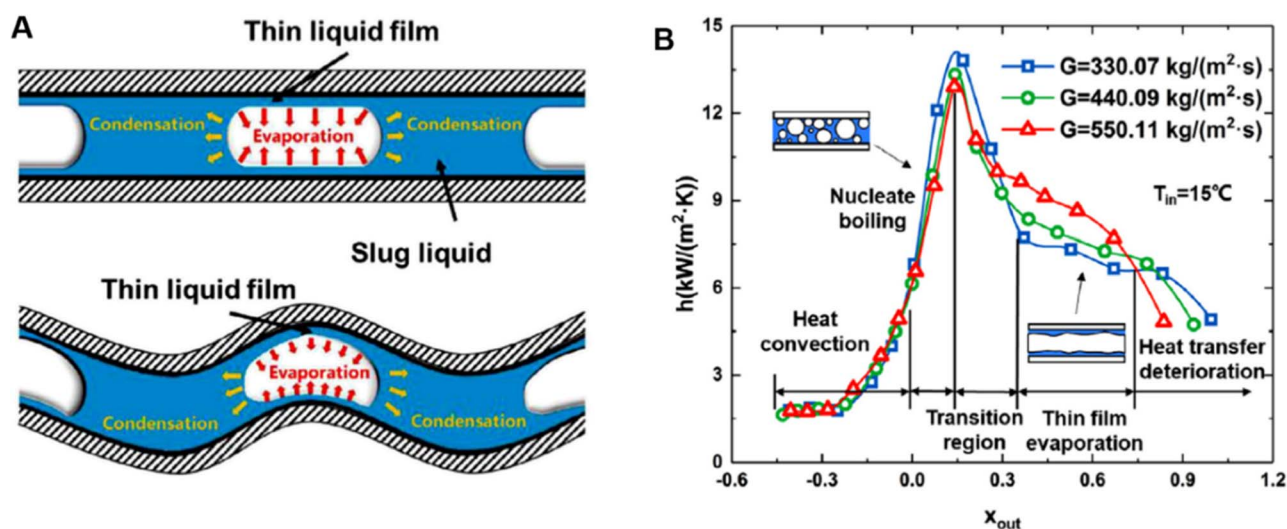 A
Thin liquid film
Condensation
Evaporation
Condensation
Slug liquid
Thin liquid film
Evaporation
Condensation
Condensation
B
h(kW/(m²·K)
15
12
9
6
3
0
G=330.07 kg/(m²·s)
G=440.09 kg/(m²·s)
G=550.11 kg/(m²·s)
T_in=15℃
Nucleate
boiling
Heat
convection
Transition
region
Thin film
evaporation
Heat transfer
deterioration
-0.6
-0.3
0.0
0.3
0.6
0.9
1.2
x_out